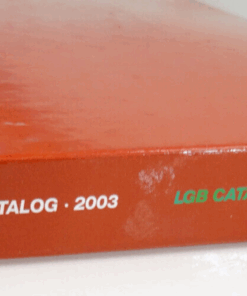 TALOG · 2003 LGB CATA